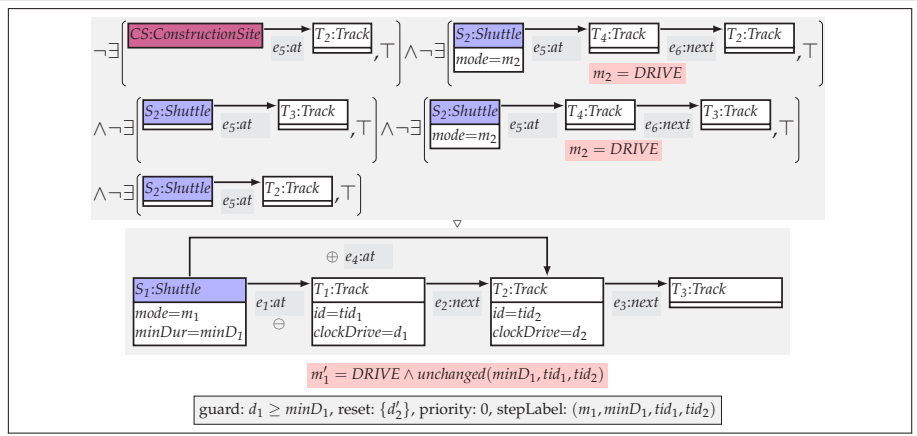 ¬∃ ( CS:ConstructionSite e₅:at T₂:Track , ⊤ ) ∧¬∃ ( S₂:Shuttle mode=m₂ e₅:at T₄:Track e₆:next T₂:Track , ⊤ )
m₂ = DRIVE
∧¬∃ ( S₂:Shuttle e₅:at T₃:Track , ⊤ ) ∧¬∃ ( S₂:Shuttle mode=m₂ e₅:at T₄:Track e₆:next T₃:Track , ⊤ )
m₂ = DRIVE
∧¬∃ ( S₂:Shuttle e₅:at T₂:Track , ⊤ )
▽
⊕ e₄:at
S₁:Shuttle e₁:at T₁:Track e₂:next T₂:Track e₃:next T₃:Track
mode=m₁ ⊖ id=tid₁ id=tid₂
minDur=minD₁ clockDrive=d₁ clockDrive=d₂
m′₁ = DRIVE ∧ unchanged(minD₁, tid₁, tid₂)
guard: d₁ ≥ minD₁, reset: {d′₂}, priority: 0, stepLabel: (m₁, minD₁, tid₁, tid₂)